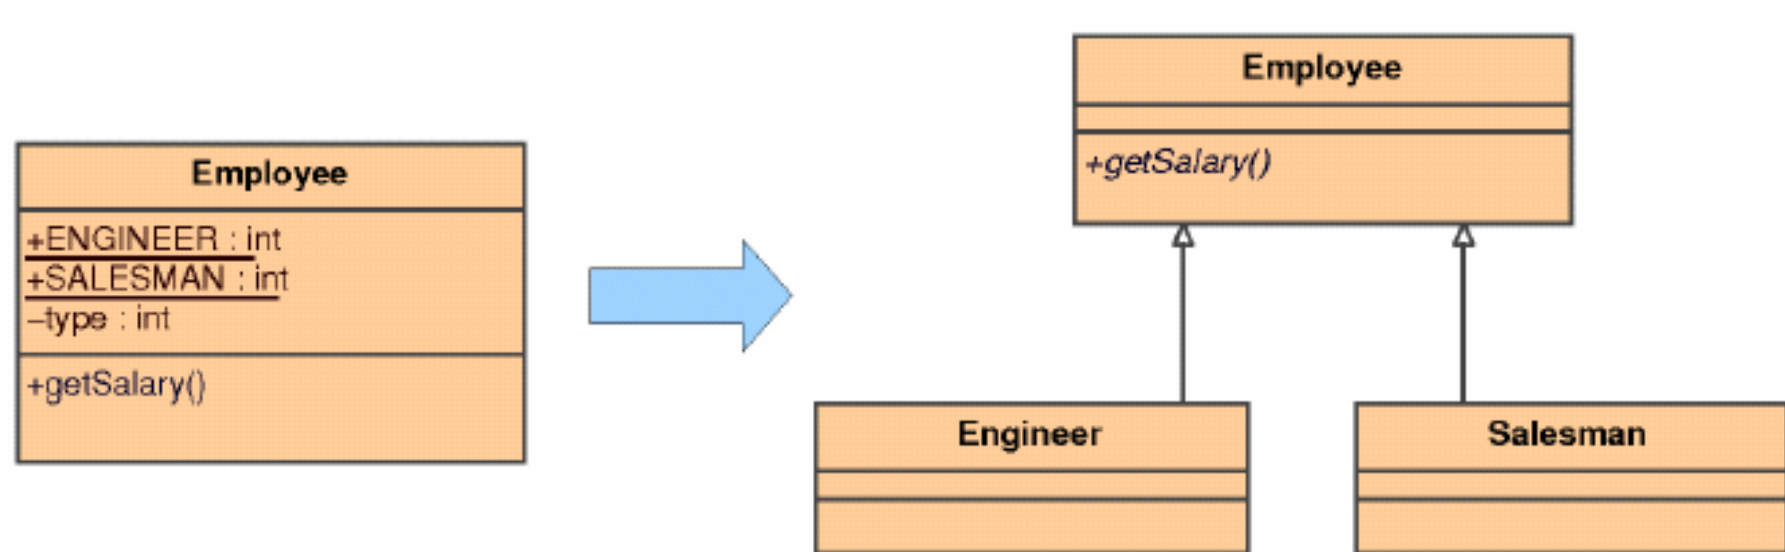 Employee
+ENGINEER : int
+SALESMAN : int
–type : int
+getSalary()
Employee
+getSalary()
Engineer
Salesman